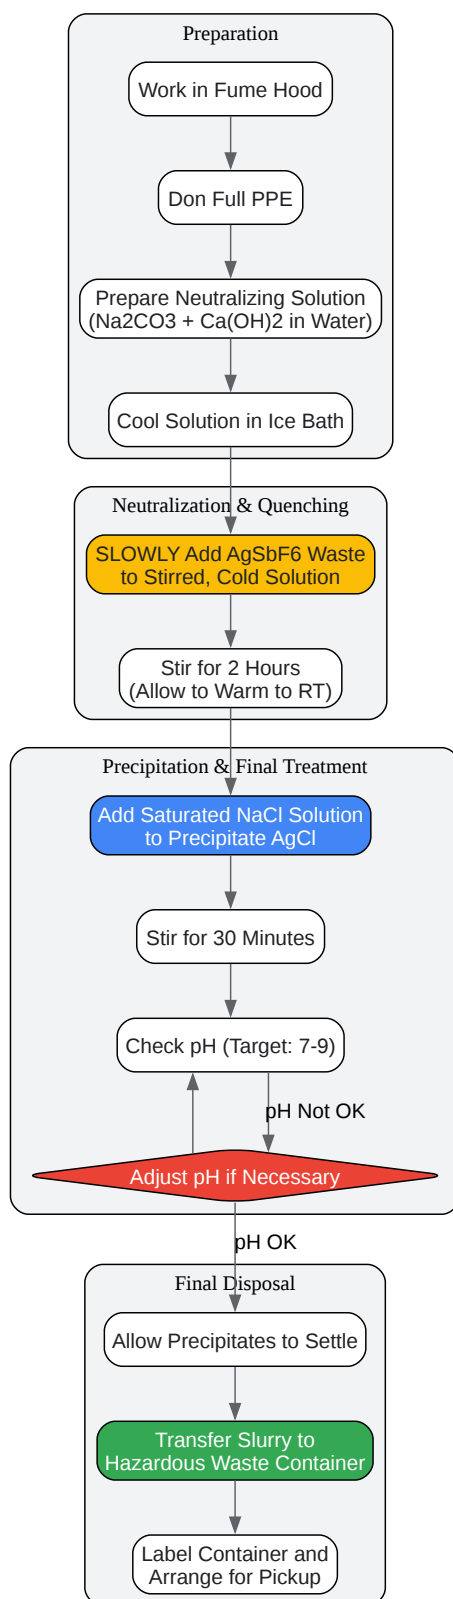 Preparation
Work in Fume Hood
Don Full PPE
Prepare Neutralizing Solution
(Na2CO3 + Ca(OH)2 in Water)
Cool Solution in Ice Bath
Neutralization & Quenching
SLOWLY Add AgSbF6 Waste
to Stirred, Cold Solution
Stir for 2 Hours
(Allow to Warm to RT)
Precipitation & Final Treatment
Add Saturated NaCl Solution
to Precipitate AgCl
Stir for 30 Minutes
Check pH (Target: 7-9)
pH Not OK
Adjust pH if Necessary
pH OK
Final Disposal
Allow Precipitates to Settle
Transfer Slurry to
Hazardous Waste Container
Label Container and
Arrange for Pickup